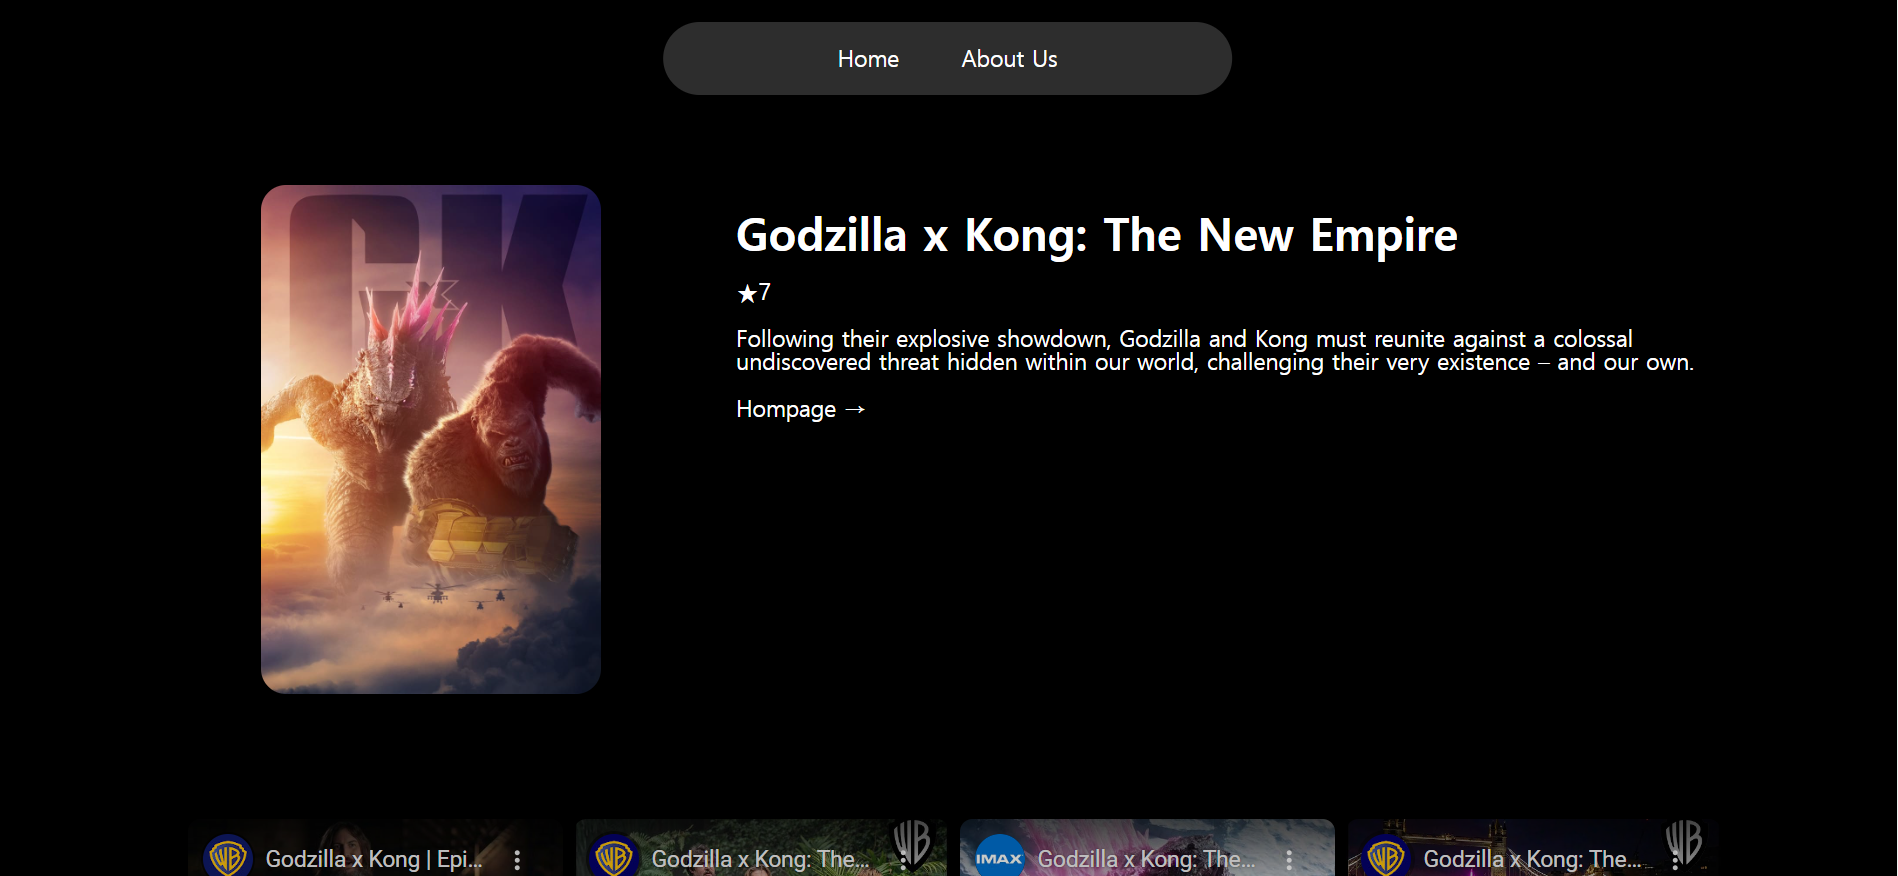 Home
About Us
GK
Godzilla x Kong: The New Empire
★7
Following their explosive showdown, Godzilla and Kong must reunite against a colossal
undiscovered threat hidden within our world, challenging their very existence – and our own.
Hompage →
WB
Godzilla x Kong | Epi...
WB
Godzilla x Kong: The...
WB
IMAX
Godzilla x Kong: The...
WB
Godzilla x Kong: The...
WB